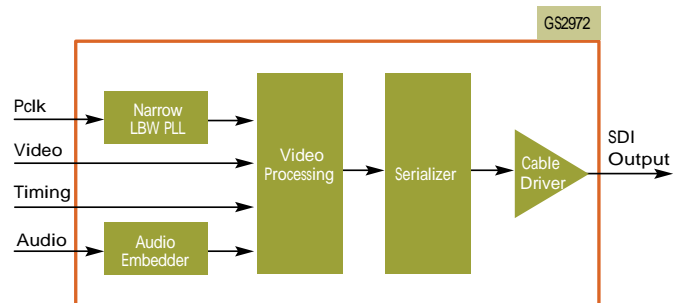 GS2972
Pclk
Narrow
LBW PLL
Video
Timing
Audio
Audio
Embedder
Video
Processing
Serializer
Cable
Driver
SDI
Output